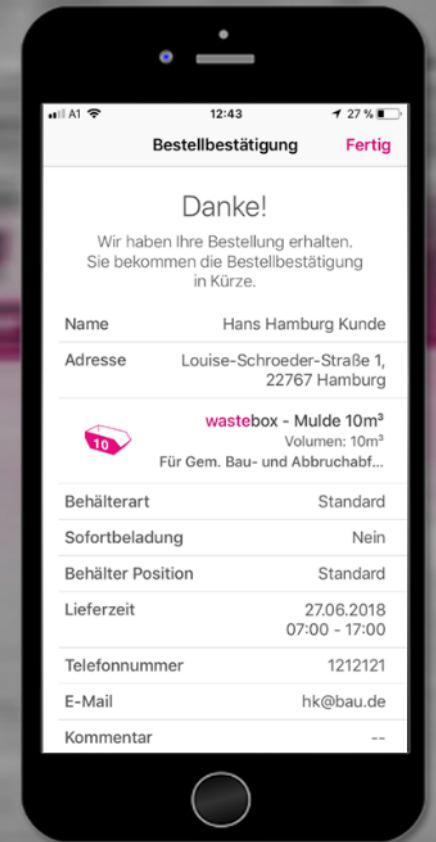 A1 12:43 27 %
Bestellbestätigung Fertig
Danke!
Wir haben Ihre Bestellung erhalten.
Sie bekommen die Bestellbestätigung
in Kürze.
Name Hans Hamburg Kunde
Adresse Louise-Schroeder-Straße 1,
22767 Hamburg
10 wastebox - Mulde 10m³
Volumen: 10m³
Für Gem. Bau- und Abbruchabf...
Behälterart Standard
Sofortbeladung Nein
Behälter Position Standard
Lieferzeit 27.06.2018
07:00 - 17:00
Telefonnummer 1212121
E-Mail hk@bau.de
Kommentar --